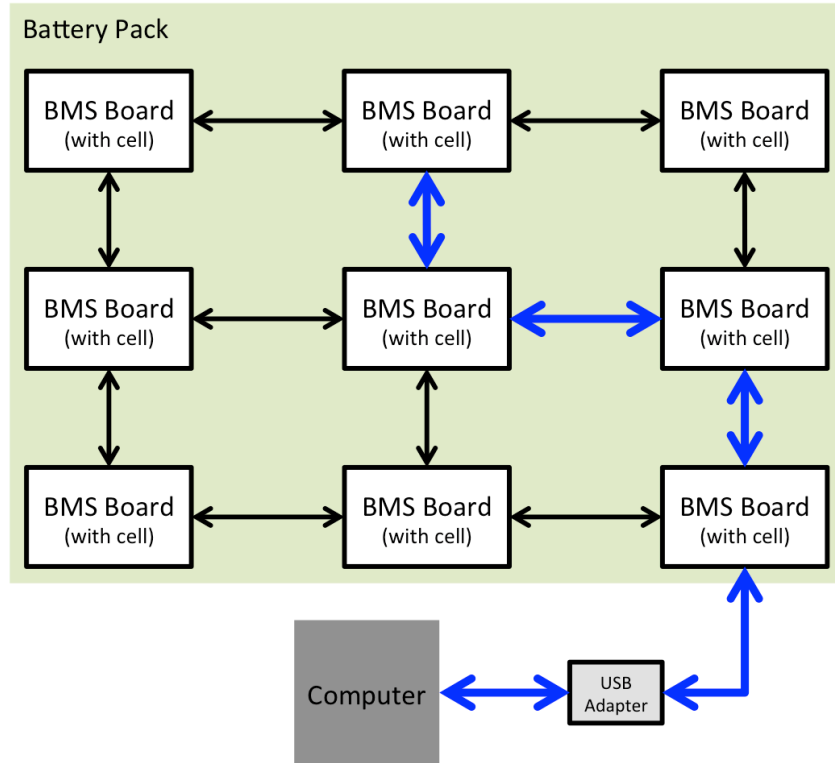 Battery Pack
BMS Board
(with cell)
BMS Board
(with cell)
BMS Board
(with cell)
BMS Board
(with cell)
BMS Board
(with cell)
BMS Board
(with cell)
BMS Board
(with cell)
BMS Board
(with cell)
BMS Board
(with cell)
Computer
USB
Adapter